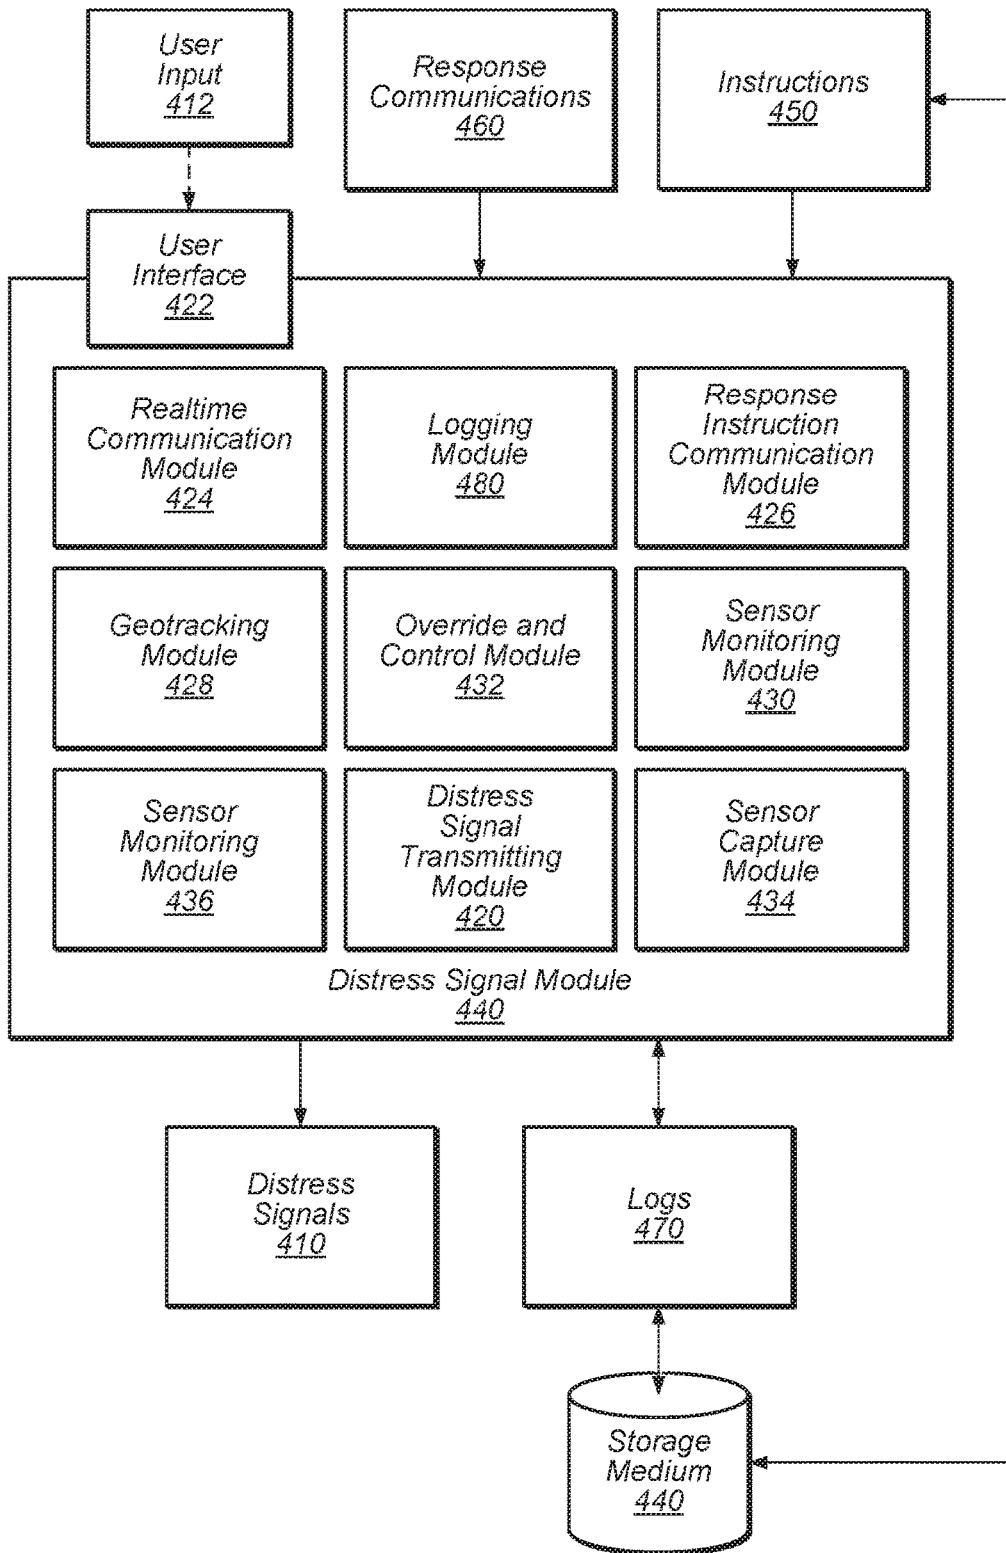 User
Input
412
Response
Communications
460
Instructions
450
User
Interface
422
Realtime
Communication
Module
424
Logging
Module
480
Response
Instruction
Communication
Module
426
Geotracking
Module
428
Override and
Control Module
432
Sensor
Monitoring
Module
430
Sensor
Monitoring
Module
436
Distress
Signal
Transmitting
Module
420
Sensor
Capture
Module
434
Distress Signal Module
440
Distress
Signals
410
Logs
470
Storage
Medium
440